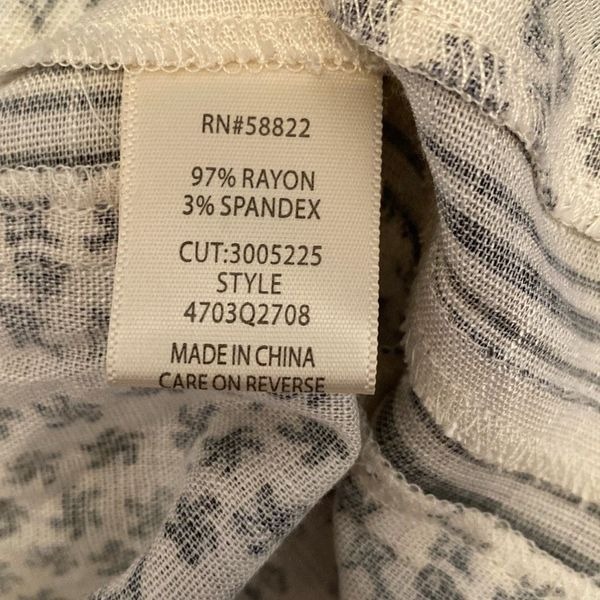 RN#58822
97% RAYON
3% SPANDEX
CUT:3005225
STYLE
4703Q2708
MADE IN CHINA
CARE ON REVERSE